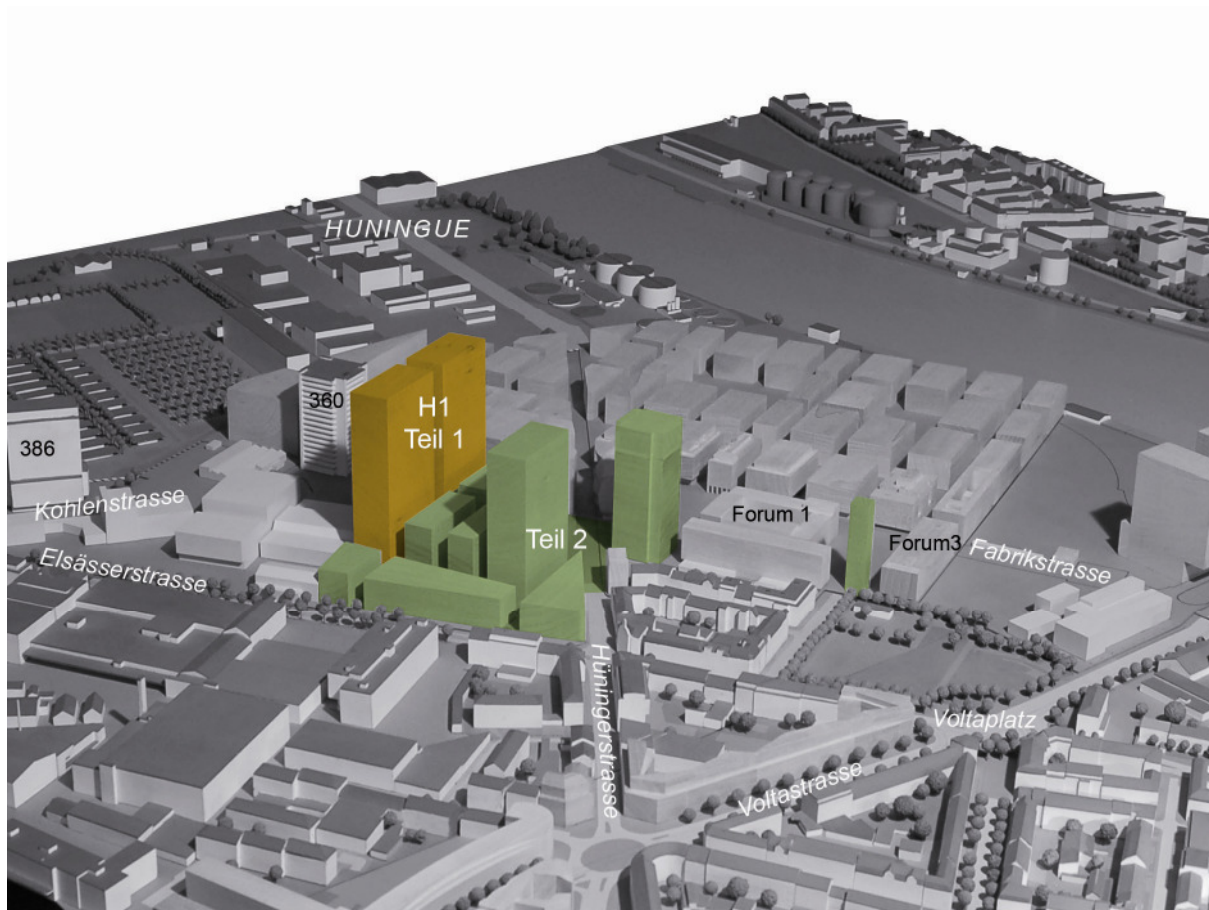 HUNINGUE
360
H1
Teil 1
386
Kohlenstrasse
Teil 2
Forum 1
Forum3
Fabrikstrasse
Elsässerstrasse
Hüningerstrasse
Voltaplatz
Voltastrasse